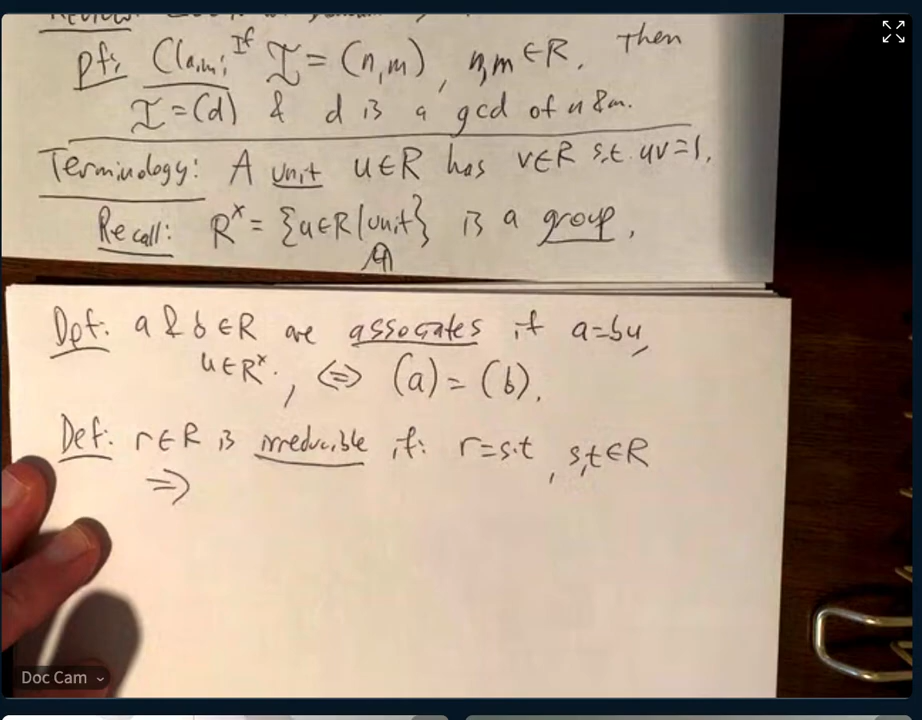 REVIEW:
Pf: Claim: If I = (n,m), n,m ∈ R. Then
I = (d) & d is a gcd of n & m.
Terminology: A unit u ∈ R has v ∈ R s.t. uv = 1.
Recall: R^x = {u ∈ R | unit} is a group.
Def: a & b ∈ R are associates if a = bu,
u ∈ R^x., ⇔ (a) = (b).
Def: r ∈ R is irreducible if: r = s·t, s,t ∈ R
⇒
Doc Cam